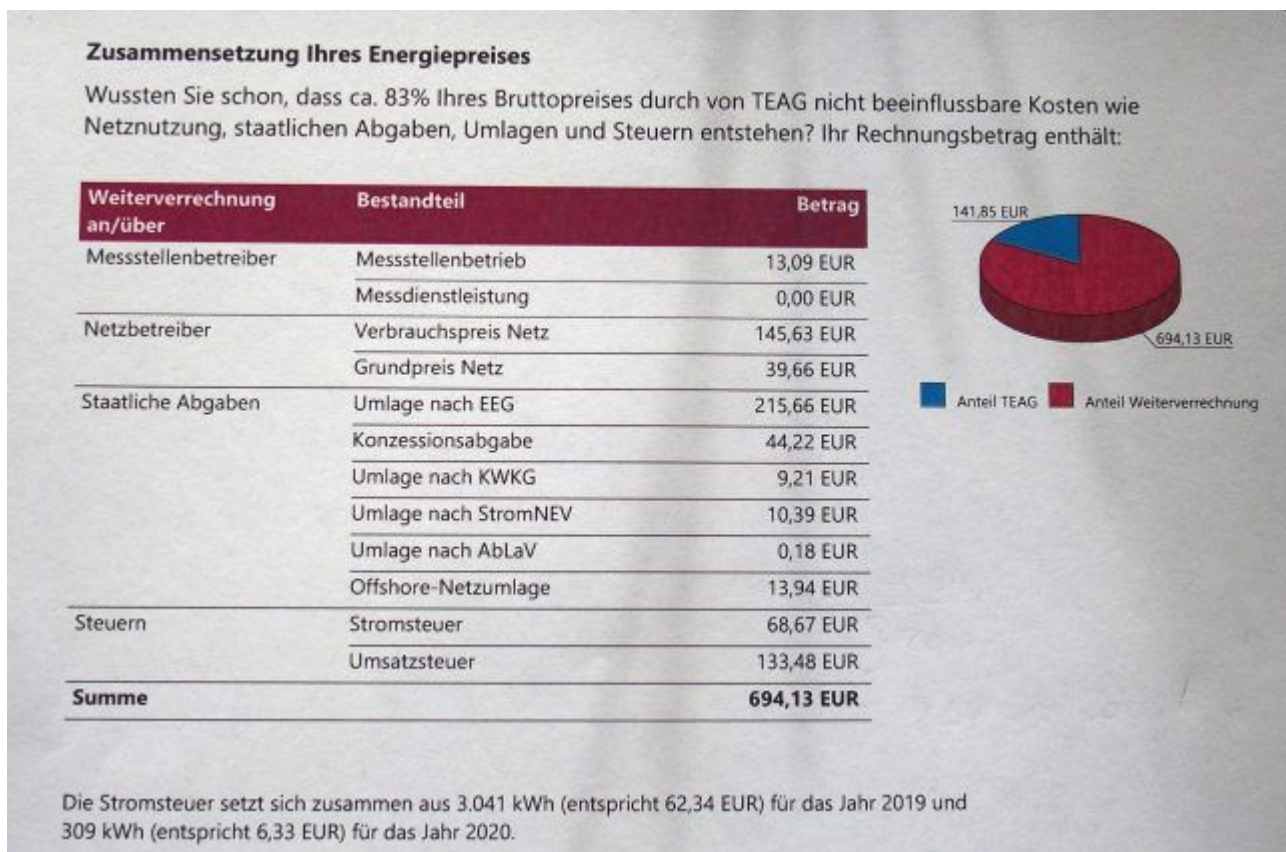 Zusammensetzung Ihres Energiepreises
Wussten Sie schon, dass ca. 83% Ihres Bruttopreises durch von TEAG nicht beeinflussbare Kosten wie
Netznutzung, staatlichen Abgaben, Umlagen und Steuern entstehen? Ihr Rechnungsbetrag enthält:
Weiterverrechnung an/über Bestandteil Betrag
Messstellenbetreiber Messstellenbetrieb 13,09 EUR
Messdienstleistung 0,00 EUR
Netzbetreiber Verbrauchspreis Netz 145,63 EUR
Grundpreis Netz 39,66 EUR
Staatliche Abgaben Umlage nach EEG 215,66 EUR
Konzessionsabgabe 44,22 EUR
Umlage nach KWKG 9,21 EUR
Umlage nach StromNEV 10,39 EUR
Umlage nach AbLaV 0,18 EUR
Offshore-Netzumlage 13,94 EUR
Steuern Stromsteuer 68,67 EUR
Umsatzsteuer 133,48 EUR
Summe 694,13 EUR
141,85 EUR
694,13 EUR
Anteil TEAG Anteil Weiterverrechnung
Die Stromsteuer setzt sich zusammen aus 3.041 kWh (entspricht 62,34 EUR) für das Jahr 2019 und
309 kWh (entspricht 6,33 EUR) für das Jahr 2020.